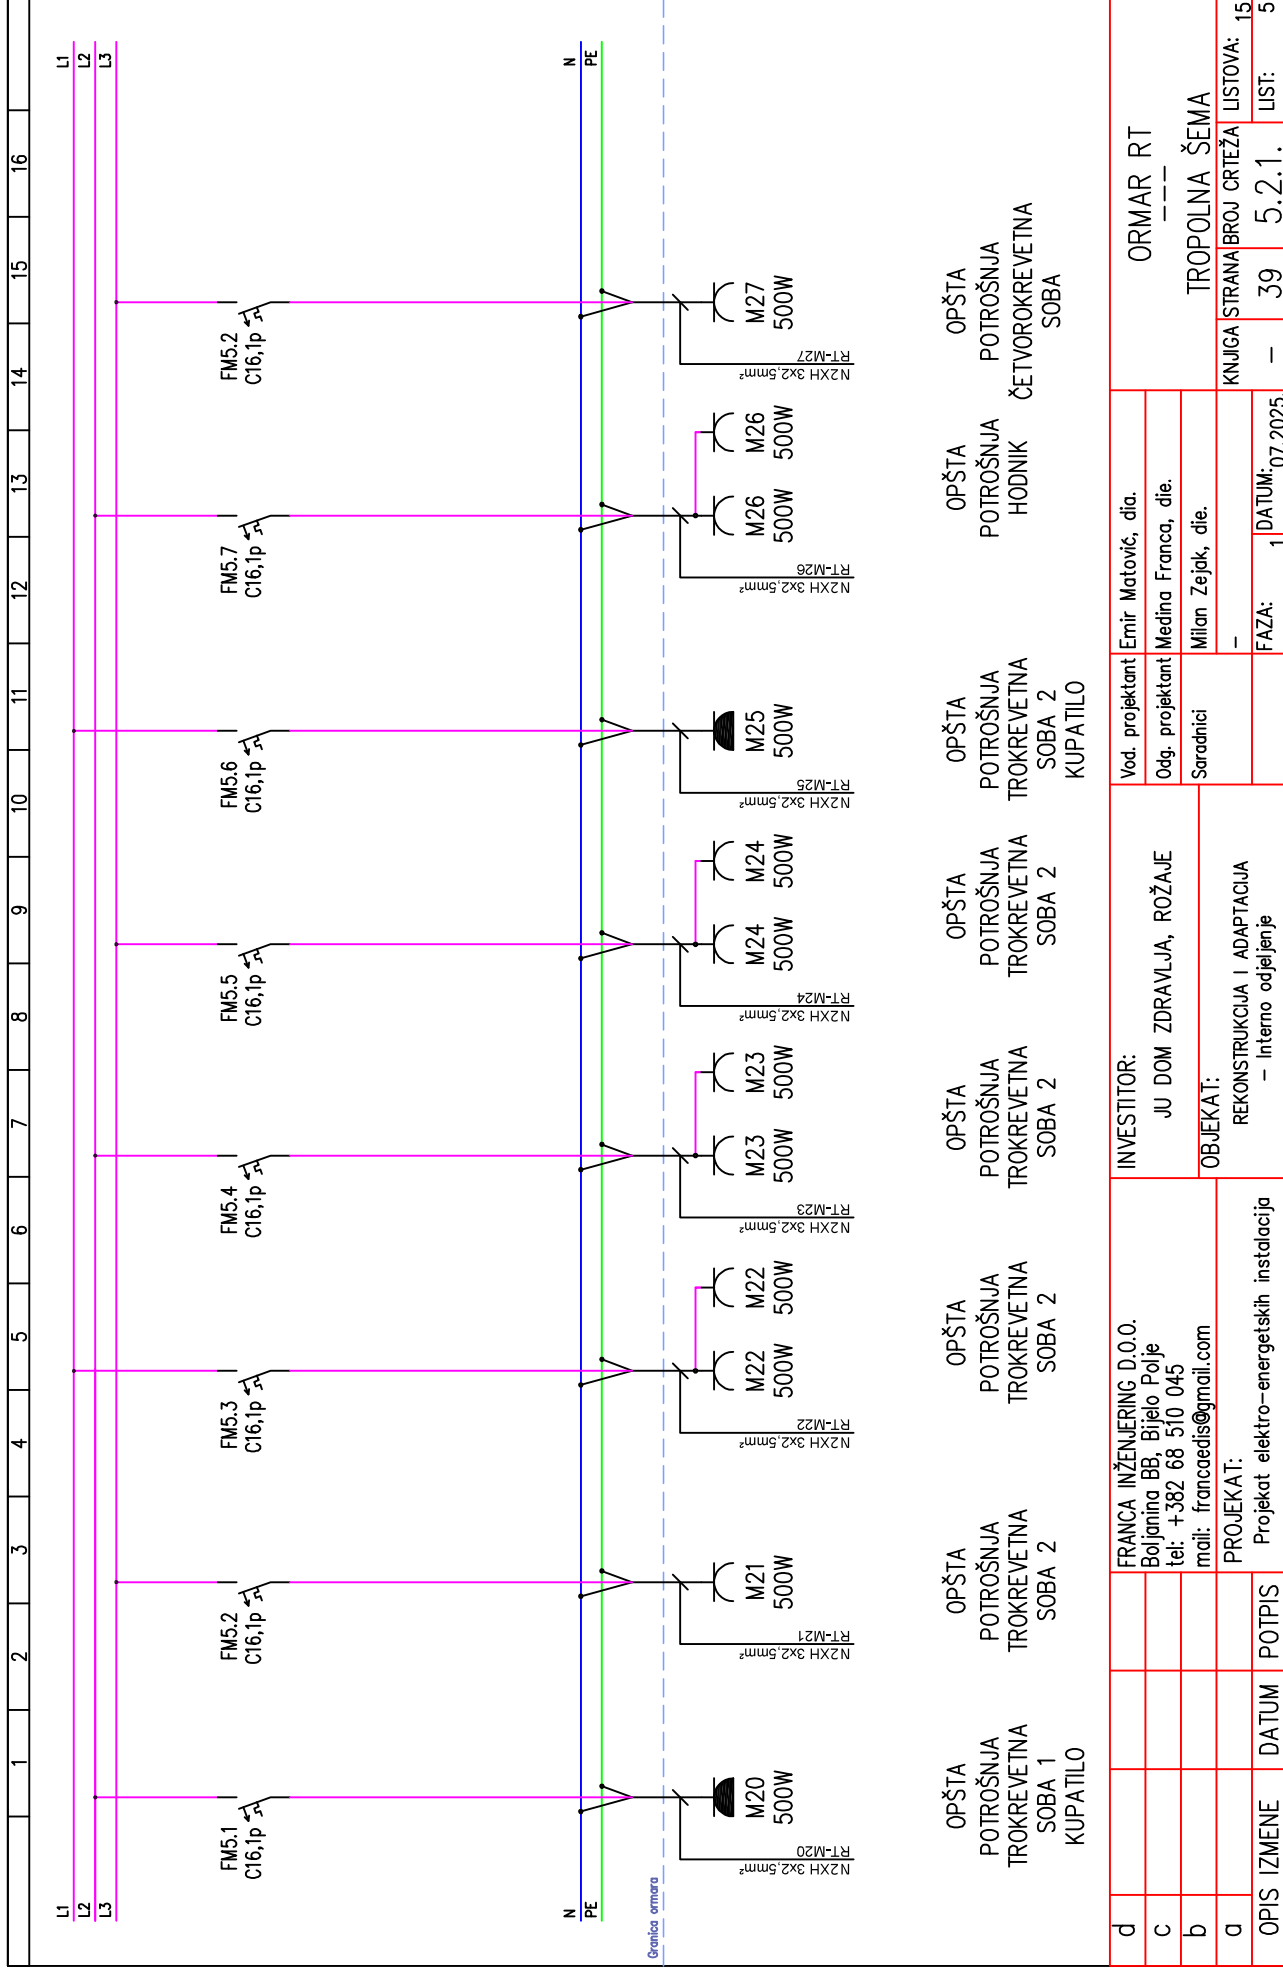 1 2 3 4 5 6 7 8 9 10 11 12 13 14 15 16
L1 L1
L2 L2
L3 L3
FM5.1
C16,1p
FM5.2
C16,1p
FM5.3
C16,1p
FM5.4
C16,1p
FM5.5
C16,1p
FM5.6
C16,1p
FM5.7
C16,1p
FM5.2
C16,1p
N N
PE PE
Granica ormara
N2XH 3x2,5mm²
RT-M20
M20
500W
N2XH 3x2,5mm²
RT-M21
M21
500W
N2XH 3x2,5mm²
RT-M22
M22
500W
M22
500W
N2XH 3x2,5mm²
RT-M23
M23
500W
M23
500W
N2XH 3x2,5mm²
RT-M24
M24
500W
M24
500W
N2XH 3x2,5mm²
RT-M25
M25
500W
N2XH 3x2,5mm²
RT-M26
M26
500W
M26
500W
N2XH 3x2,5mm²
RT-M27
M27
500W
OPŠTA
POTROŠNJA
TROKREVETNA
SOBA 1
KUPATILO
OPŠTA
POTROŠNJA
TROKREVETNA
SOBA 2
OPŠTA
POTROŠNJA
TROKREVETNA
SOBA 2
OPŠTA
POTROŠNJA
TROKREVETNA
SOBA 2
OPŠTA
POTROŠNJA
TROKREVETNA
SOBA 2
OPŠTA
POTROŠNJA
TROKREVETNA
SOBA 2
KUPATILO
OPŠTA
POTROŠNJA
HODNIK
OPŠTA
POTROŠNJA
ČETVOROKREVETNA
SOBA
d
c
b
a
OPIS IZMENE DATUM POTPIS
FRANCA INŽENJERING D.O.O.
Boljanina BB, Bijelo Polje
tel: +382 68 510 045
mail: francaedis@gmail.com
PROJEKAT:
Projekat elektro-energetskih instalacija
INVESTITOR:
JU DOM ZDRAVLJA, ROŽAJE
OBJEKAT:
REKONSTRUKCIJA I ADAPTACIJA
- Interno odjeljenje
Vod. projektant Emir Matović, dia.
Odg. projektant Medina Franca, die.
Saradnici Milan Zejak, die.
-
FAZA: 1 DATUM: 07.2025.
ORMAR RT
---
TROPOLNA ŠEMA
KNJIGA STRANA BROJ CRTEŽA LISTOVA: 15
- 39 5.2.1. LIST: 5